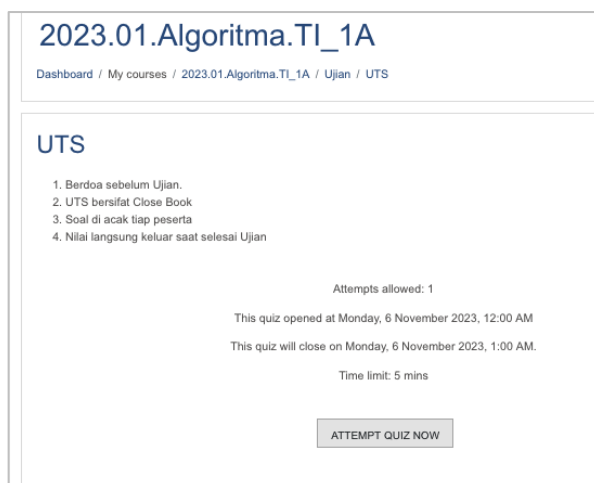 2023.01.Algoritma.TI_1A
Dashboard / My courses / 2023.01.Algoritma.TI_1A / Ujian / UTS
UTS
1. Berdoa sebelum Ujian.
2. UTS bersifat Close Book
3. Soal di acak tiap peserta
4. Nilai langsung keluar saat selesai Ujian
Attempts allowed: 1
This quiz opened at Monday, 6 November 2023, 12:00 AM
This quiz will close on Monday, 6 November 2023, 1:00 AM.
Time limit: 5 mins
ATTEMPT QUIZ NOW